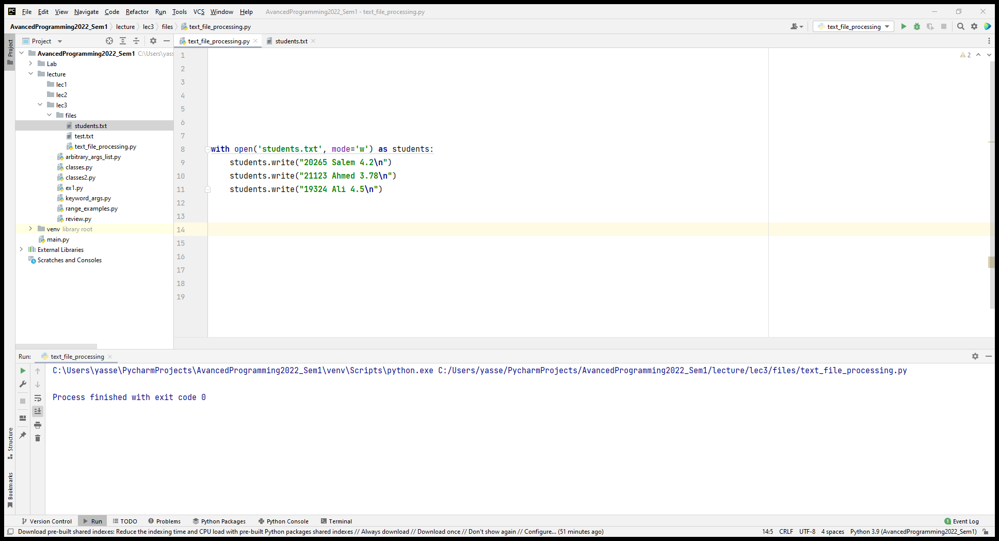 PC File Edit View Navigate Code Refactor Run Tools VCS Window Help AvancedProgramming2022_Sem1 - text_file_processing.py
AvancedProgramming2022_Sem1 lecture lec3 files text_file_processing.py text_file_processing
Project
Project
AvancedProgramming2022_Sem1 C:\Users\yasse
Lab
lecture
lec1
lec2
lec3
files
students.txt
test.txt
text_file_processing.py
arbitrary_args_list.py
classes.py
classes2.py
ex1.py
keyword_args.py
range_examples.py
review.py
venv library root
main.py
External Libraries
Scratches and Consoles
text_file_processing.py students.txt
2
1
2
3
4
5
6
7
8 with open('students.txt', mode='w') as students:
9 students.write("20265 Salem 4.2\n")
10 students.write("21123 Ahmed 3.78\n")
11 students.write("19324 Ali 4.5\n")
12
13
14
15
16
17
18
19
Run: text_file_processing
C:\Users\yasse\PycharmProjects\AvancedProgramming2022_Sem1\venv\Scripts\python.exe C:/Users/yasse/PycharmProjects/AvancedProgramming2022_Sem1/lecture/lec3/files/text_file_processing.py
Process finished with exit code 0
Structure
Bookmarks
Version Control Run TODO Problems Python Packages Python Console Terminal 1 Event Log
Download pre-built shared indexes: Reduce the indexing time and CPU load with pre-built Python packages shared indexes // Always download // Download once // Don't show again // Configure... (51 minutes ago) 14:5 CRLF UTF-8 4 spaces Python 3.9 (AvancedProgramming2022_Sem1)